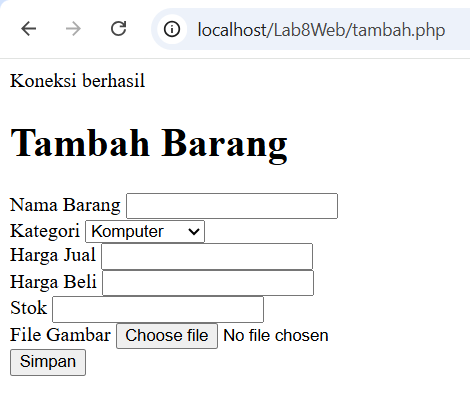 localhost/Lab8Web/tambah.php
Koneksi berhasil
Tambah Barang
Nama Barang
Kategori Komputer
Harga Jual
Harga Beli
Stok
File Gambar Choose file No file chosen
Simpan